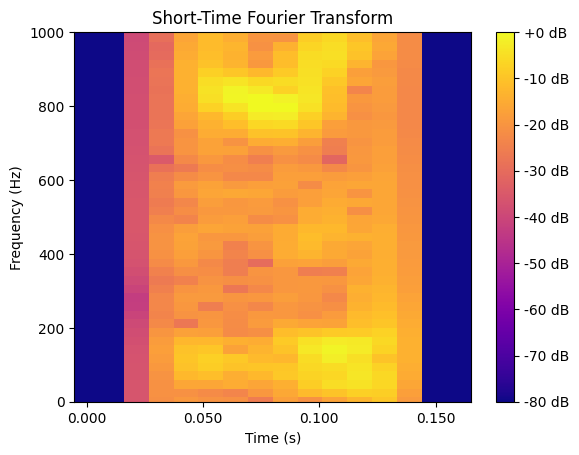 Short-Time Fourier Transform
1000
800
600
400
200
0
Frequency (Hz)
0.000
0.050
0.100
0.150
Time (s)
+0 dB
-10 dB
-20 dB
-30 dB
-40 dB
-50 dB
-60 dB
-70 dB
-80 dB